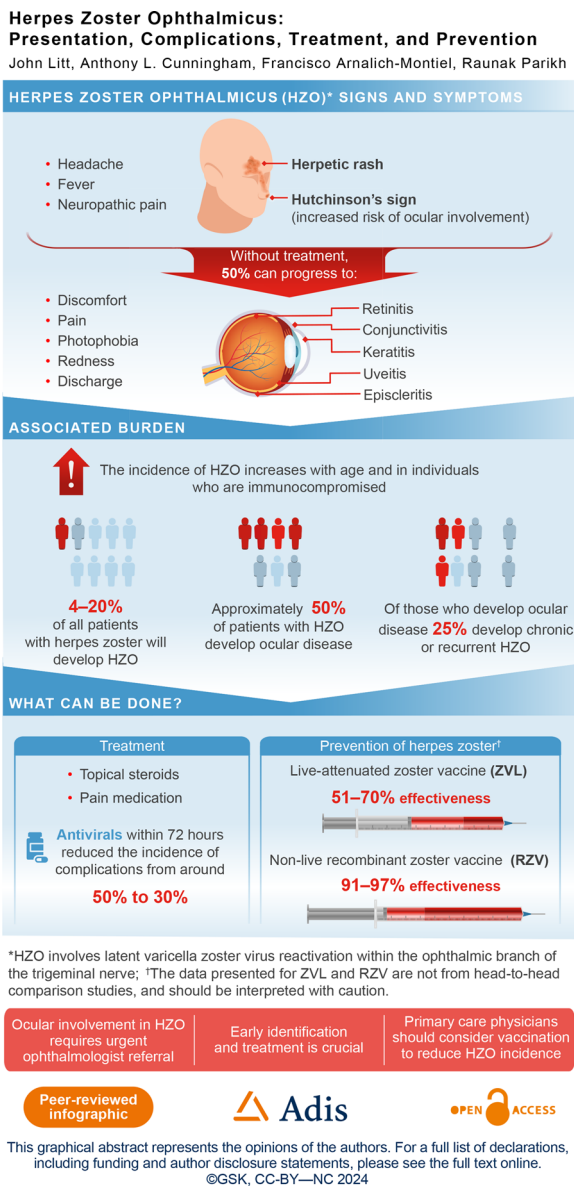 Herpes Zoster Ophthalmicus:
Presentation, Complications, Treatment, and Prevention
John Litt, Anthony L. Cunningham, Francisco Arnalich-Montiel, Raunak Parikh
HERPES ZOSTER OPHTHALMICUS (HZO)* SIGNS AND SYMPTOMS
• Headache
• Fever
• Neuropathic pain
Herpetic rash
Hutchinson's sign
(increased risk of ocular involvement)
Without treatment,
50% can progress to:
• Discomfort
• Pain
• Photophobia
• Redness
• Discharge
Retinitis
Conjunctivitis
Keratitis
Uveitis
Episcleritis
ASSOCIATED BURDEN
!
The incidence of HZO increases with age and in individuals
who are immunocompromised
4–20%
of all patients
with herpes zoster will
develop HZO
Approximately 50%
of patients with HZO
develop ocular disease
Of those who develop ocular
disease 25% develop chronic
or recurrent HZO
WHAT CAN BE DONE?
Treatment
• Topical steroids
• Pain medication
Antivirals within 72 hours
reduced the incidence of
complications from around
50% to 30%
Prevention of herpes zoster†
Live-attenuated zoster vaccine (ZVL)
51–70% effectiveness
Non-live recombinant zoster vaccine (RZV)
91–97% effectiveness
*HZO involves latent varicella zoster virus reactivation within the ophthalmic branch of
the trigeminal nerve; †The data presented for ZVL and RZV are not from head-to-head
comparison studies, and should be interpreted with caution.
Ocular involvement in HZO
requires urgent
ophthalmologist referral
Early identification
and treatment is crucial
Primary care physicians
should consider vaccination
to reduce HZO incidence
Peer-reviewed
infographic
Adis
OPEN ACCESS
This graphical abstract represents the opinions of the authors. For a full list of declarations,
including funding and author disclosure statements, please see the full text online.
©GSK, CC-BY—NC 2024